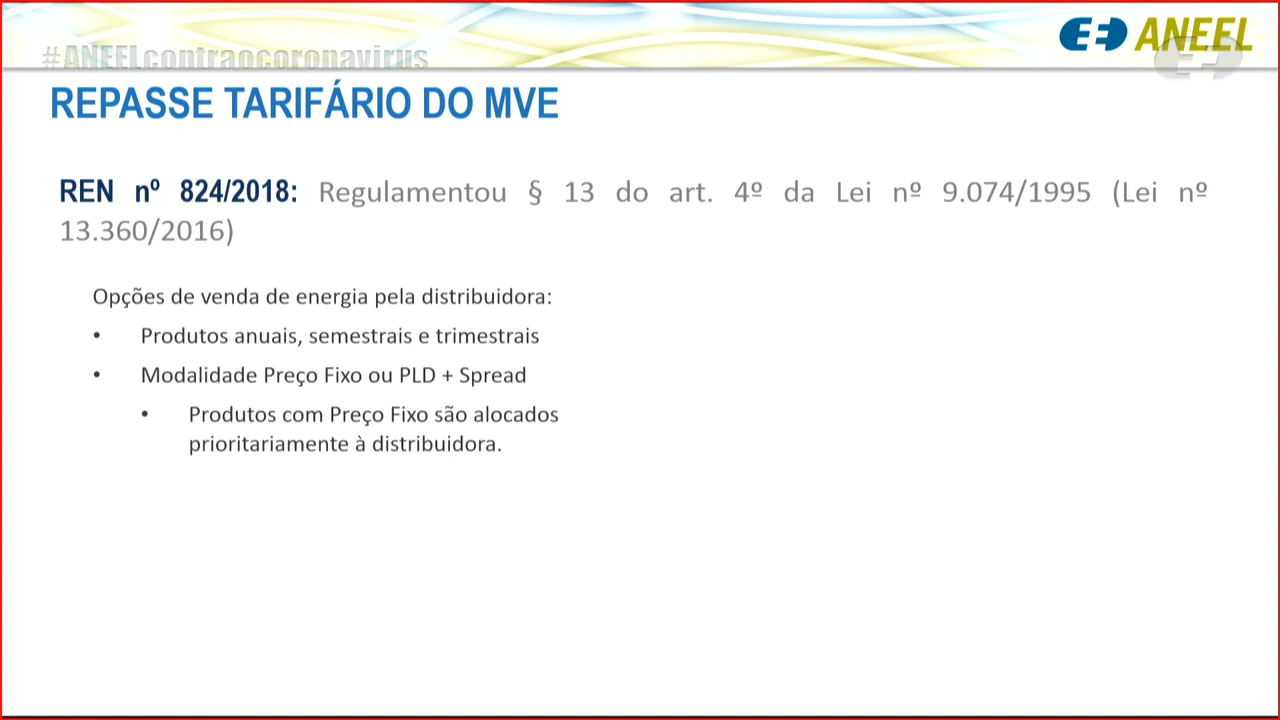 #ANEELcontraocoronavirus
ANEEL
REPASSE TARIFÁRIO DO MVE
REN nº 824/2018: Regulamentou § 13 do art. 4º da Lei nº 9.074/1995 (Lei nº
13.360/2016)
Opções de venda de energia pela distribuidora:
• Produtos anuais, semestrais e trimestrais
• Modalidade Preço Fixo ou PLD + Spread
• Produtos com Preço Fixo são alocados
prioritariamente à distribuidora.